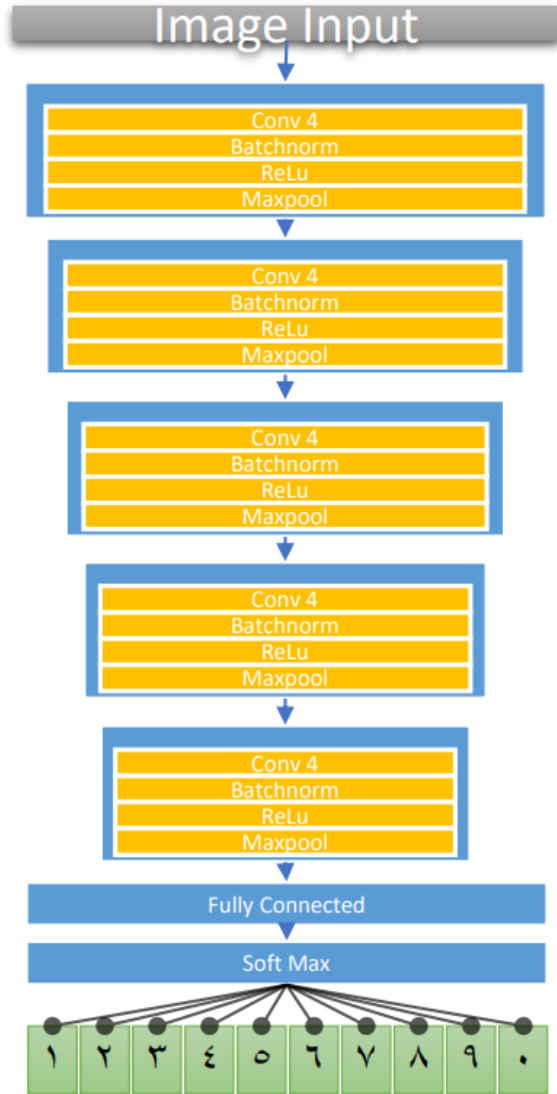 Image Input
Conv 4
Batchnorm
ReLu
Maxpool
Conv 4
Batchnorm
ReLu
Maxpool
Conv 4
Batchnorm
ReLu
Maxpool
Conv 4
Batchnorm
ReLu
Maxpool
Conv 4
Batchnorm
ReLu
Maxpool
Fully Connected
Soft Max
١ ٢ ٣ ٤ ٥ ٦ ٧ ٨ ٩ ٠